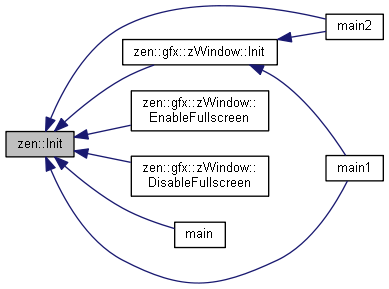 main2
zen::gfx::zWindow::Init
zen::gfx::zWindow::
EnableFullscreen
zen::Init
zen::gfx::zWindow::
DisableFullscreen
main1
main